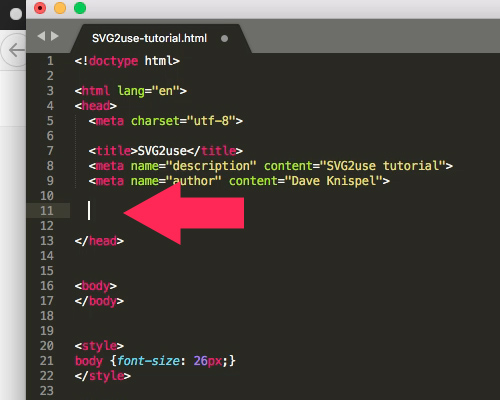 SVG2use-tutorial.html
1 <!doctype html>
2
3 <html lang="en">
4 <head>
5 <meta charset="utf-8">
6
7 <title>SVG2use</title>
8 <meta name="description" content="SVG2use tutorial">
9 <meta name="author" content="Dave Knispel">
10
11
12
13 </head>
14
15
16 <body>
17 </body>
18
19
20 <style>
21 body {font-size: 26px;}
22 </style>
23